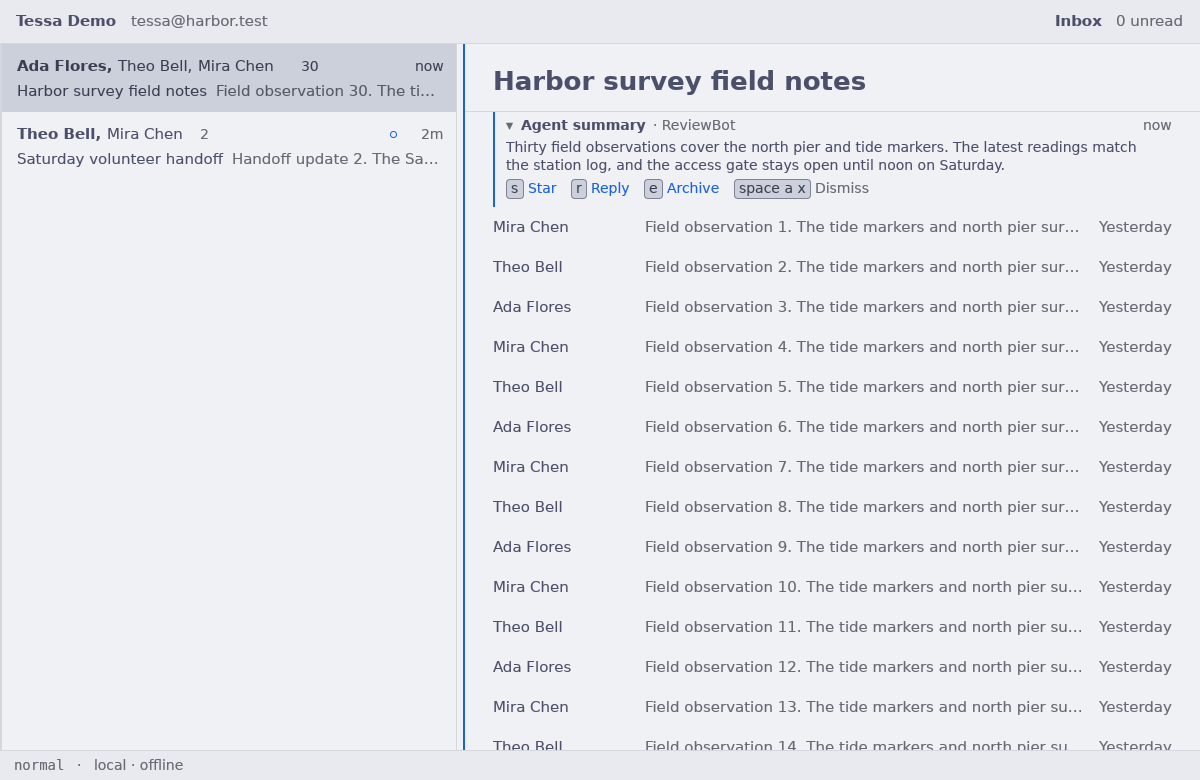 Tessa Demo tessa@harbor.test Inbox 0 unread
Ada Flores, Theo Bell, Mira Chen 30 now
Harbor survey field notes Field observation 30. The ti…
Theo Bell, Mira Chen 2 2m
Saturday volunteer handoff Handoff update 2. The Sa…
Harbor survey field notes
▾ Agent summary · ReviewBot now
Thirty field observations cover the north pier and tide markers. The latest readings match
the station log, and the access gate stays open until noon on Saturday.
s Star r Reply e Archive space a x Dismiss
Mira Chen Field observation 1. The tide markers and north pier sur… Yesterday
Theo Bell Field observation 2. The tide markers and north pier sur… Yesterday
Ada Flores Field observation 3. The tide markers and north pier sur… Yesterday
Mira Chen Field observation 4. The tide markers and north pier sur… Yesterday
Theo Bell Field observation 5. The tide markers and north pier sur… Yesterday
Ada Flores Field observation 6. The tide markers and north pier sur… Yesterday
Mira Chen Field observation 7. The tide markers and north pier sur… Yesterday
Theo Bell Field observation 8. The tide markers and north pier sur… Yesterday
Ada Flores Field observation 9. The tide markers and north pier sur… Yesterday
Mira Chen Field observation 10. The tide markers and north pier su… Yesterday
Theo Bell Field observation 11. The tide markers and north pier su… Yesterday
Ada Flores Field observation 12. The tide markers and north pier su… Yesterday
Mira Chen Field observation 13. The tide markers and north pier su… Yesterday
Theo Bell Field observation 14. The tide markers and north pier su… Yesterday
normal · local · offline